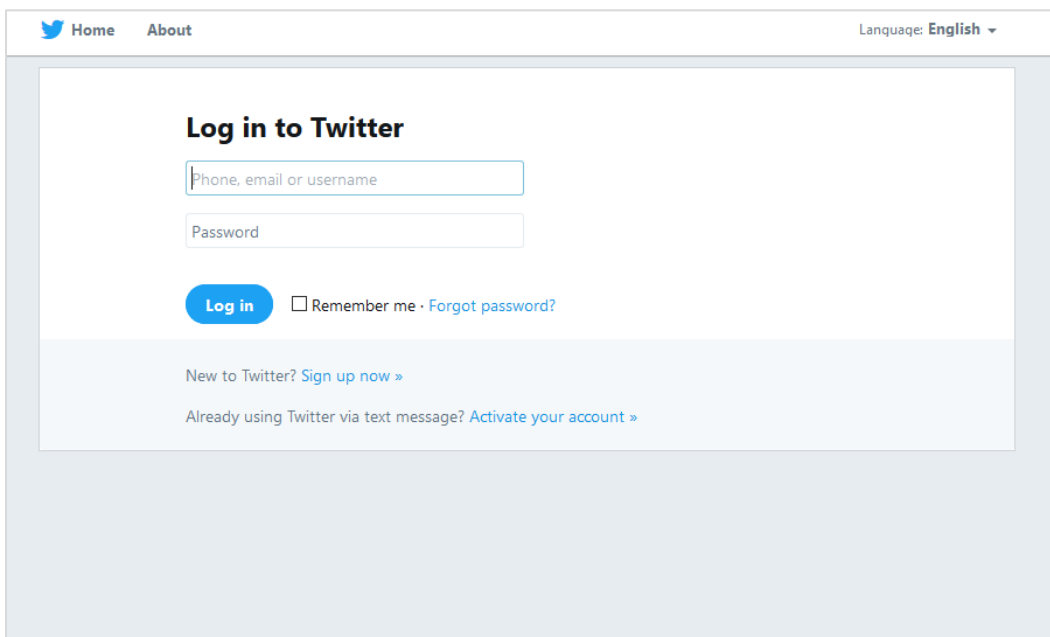 Home About Language: English
Log in to Twitter
Phone, email or username
Password
Log in Remember me · Forgot password?
New to Twitter? Sign up now »
Already using Twitter via text message? Activate your account »